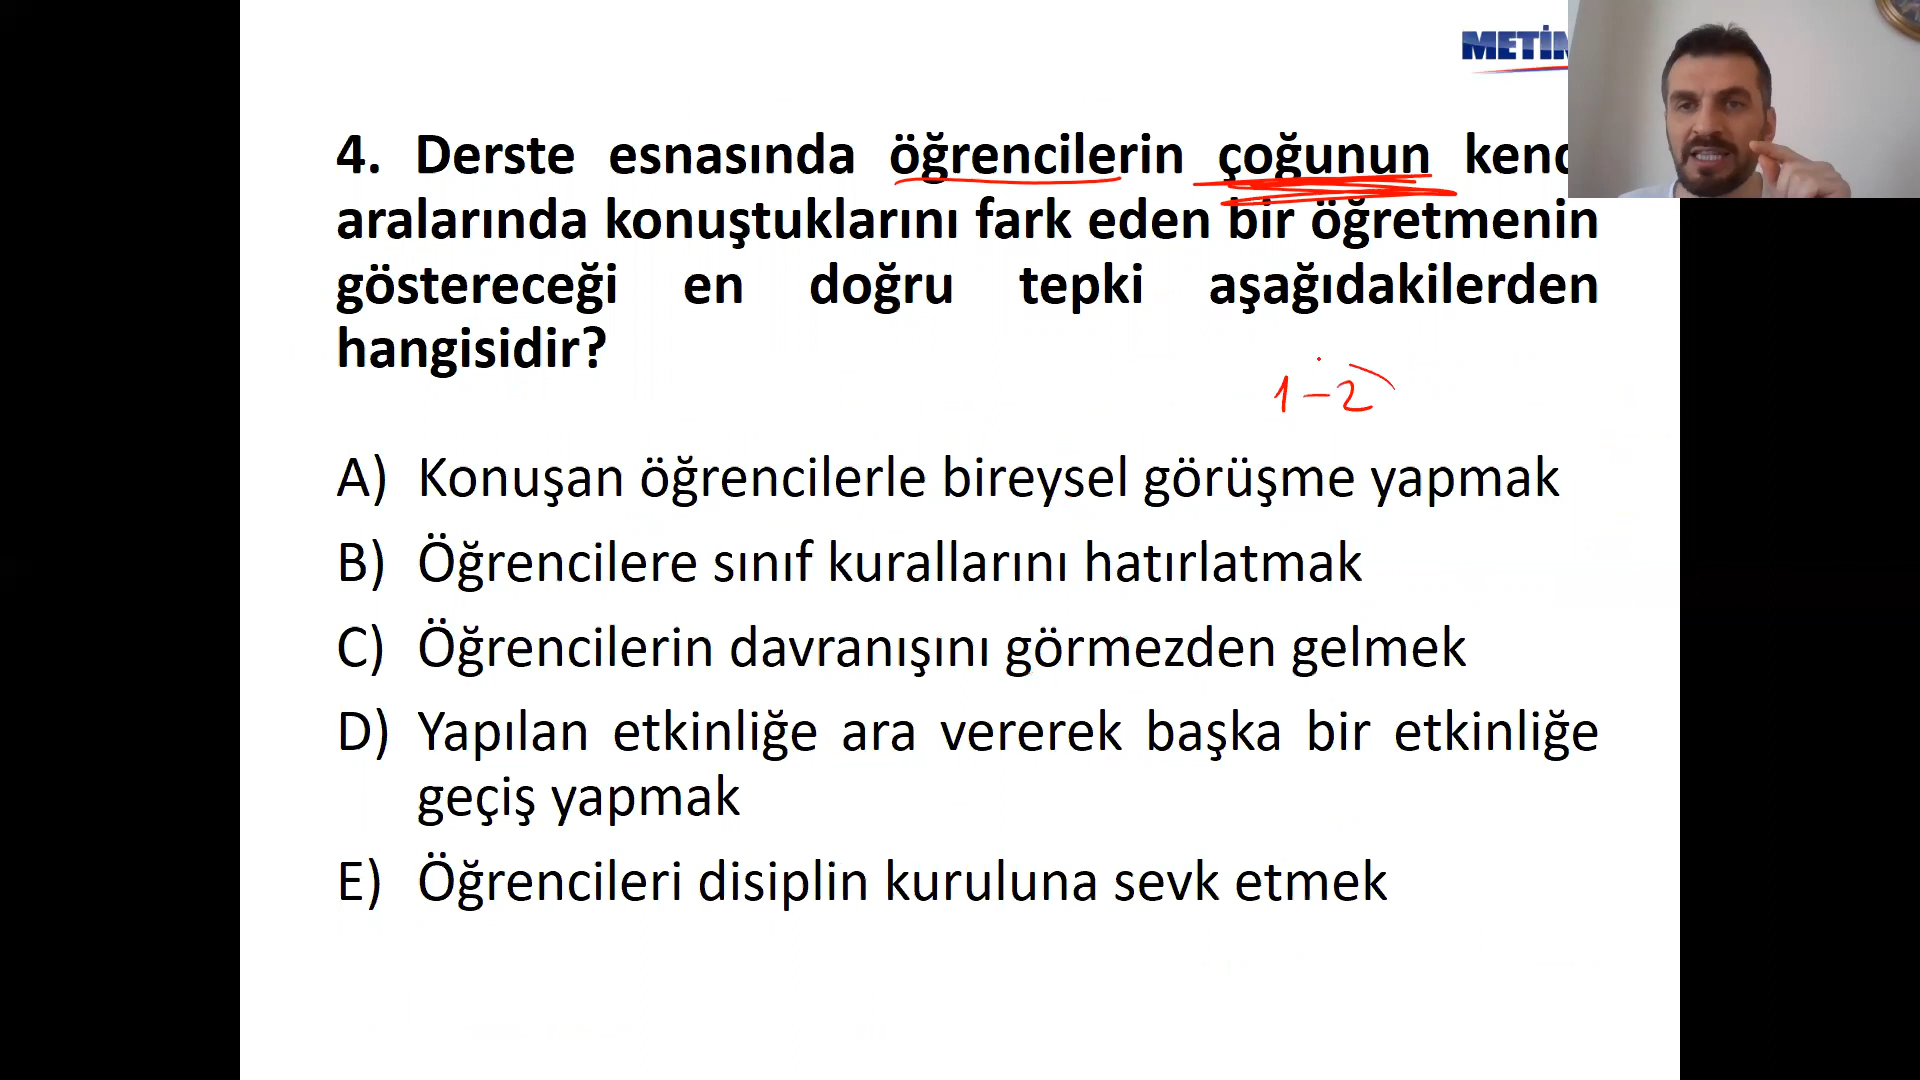 METİN
4. Derste esnasında öğrencilerin çoğunun kend
aralarında konuştuklarını fark eden bir öğretmenin
göstereceği en doğru tepki aşağıdakilerden
hangisidir?
1-2
A) Konuşan öğrencilerle bireysel görüşme yapmak
B) Öğrencilere sınıf kurallarını hatırlatmak
C) Öğrencilerin davranışını görmezden gelmek
D) Yapılan etkinliğe ara vererek başka bir etkinliğe
geçiş yapmak
E) Öğrencileri disiplin kuruluna sevk etmek